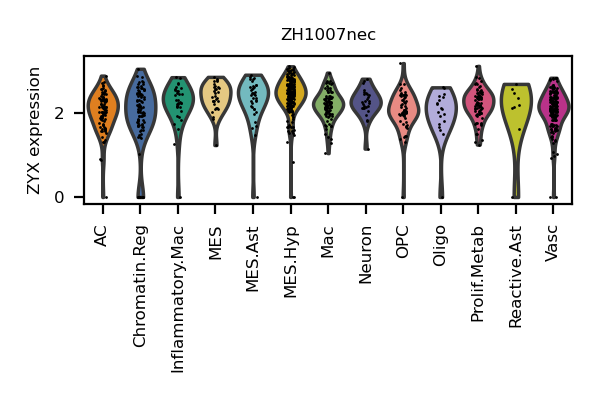 ZH1007nec
ZYX expression
2
0
AC
Chromatin.Reg
Inflammatory.Mac
MES
MES.Ast
MES.Hyp
Mac
Neuron
OPC
Oligo
Prolif.Metab
Reactive.Ast
Vasc